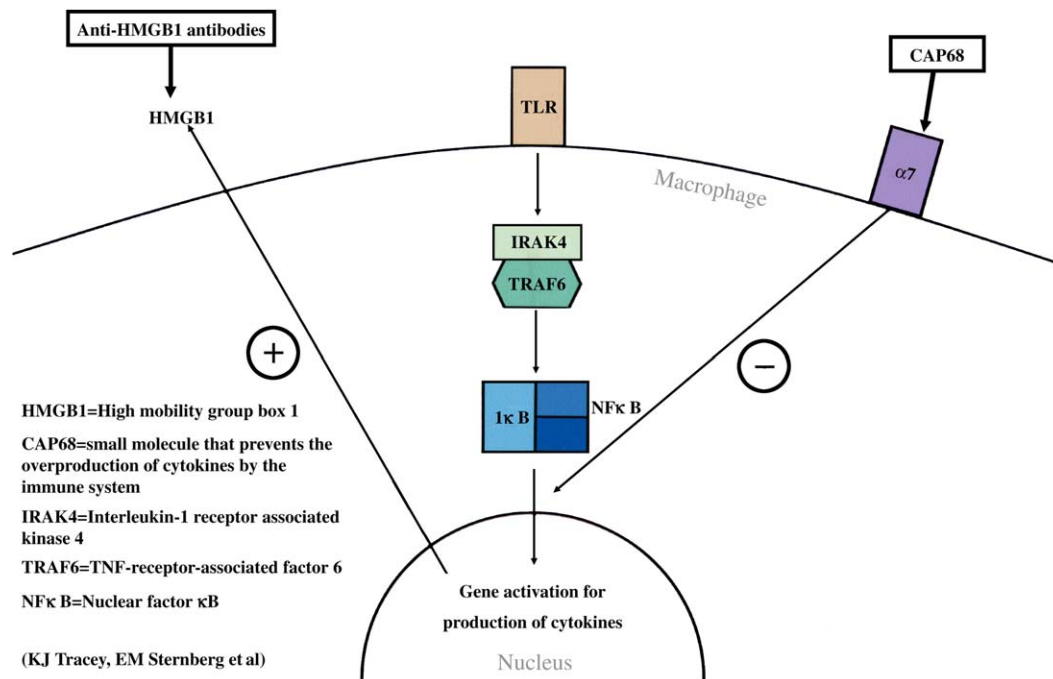 Anti-HMGB1 antibodies
HMGB1
TLR
CAP68
α7
Macrophage
IRAK4
TRAF6
+
−
1κ B
NFκ B
HMGB1=High mobility group box 1
CAP68=small molecule that prevents the
overproduction of cytokines by the
immune system
IRAK4=Interleukin-1 receptor associated
kinase 4
TRAF6=TNF-receptor-associated factor 6
NFκ B=Nuclear factor κB
(KJ Tracey, EM Sternberg et al)
Gene activation for
production of cytokines
Nucleus